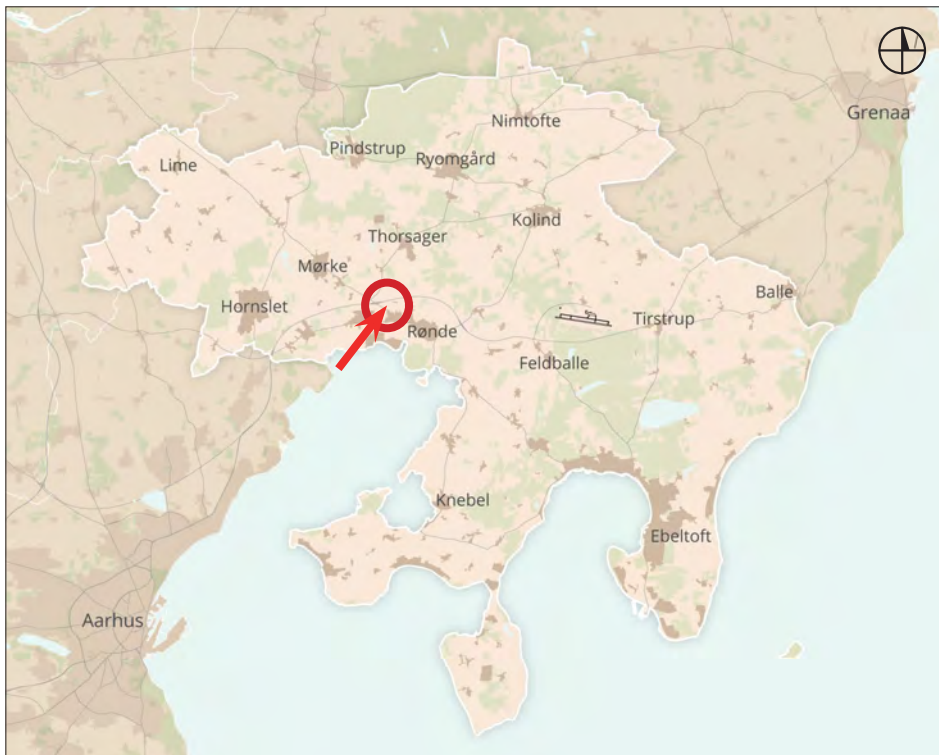 Grenaa
Nimtofte
Pindstrup
Ryomgård
Lime
Kolind
Thorsager
Mørke
Balle
Hornslet
Tirstrup
Rønde
Feldballe
Knebel
Ebeltoft
Aarhus